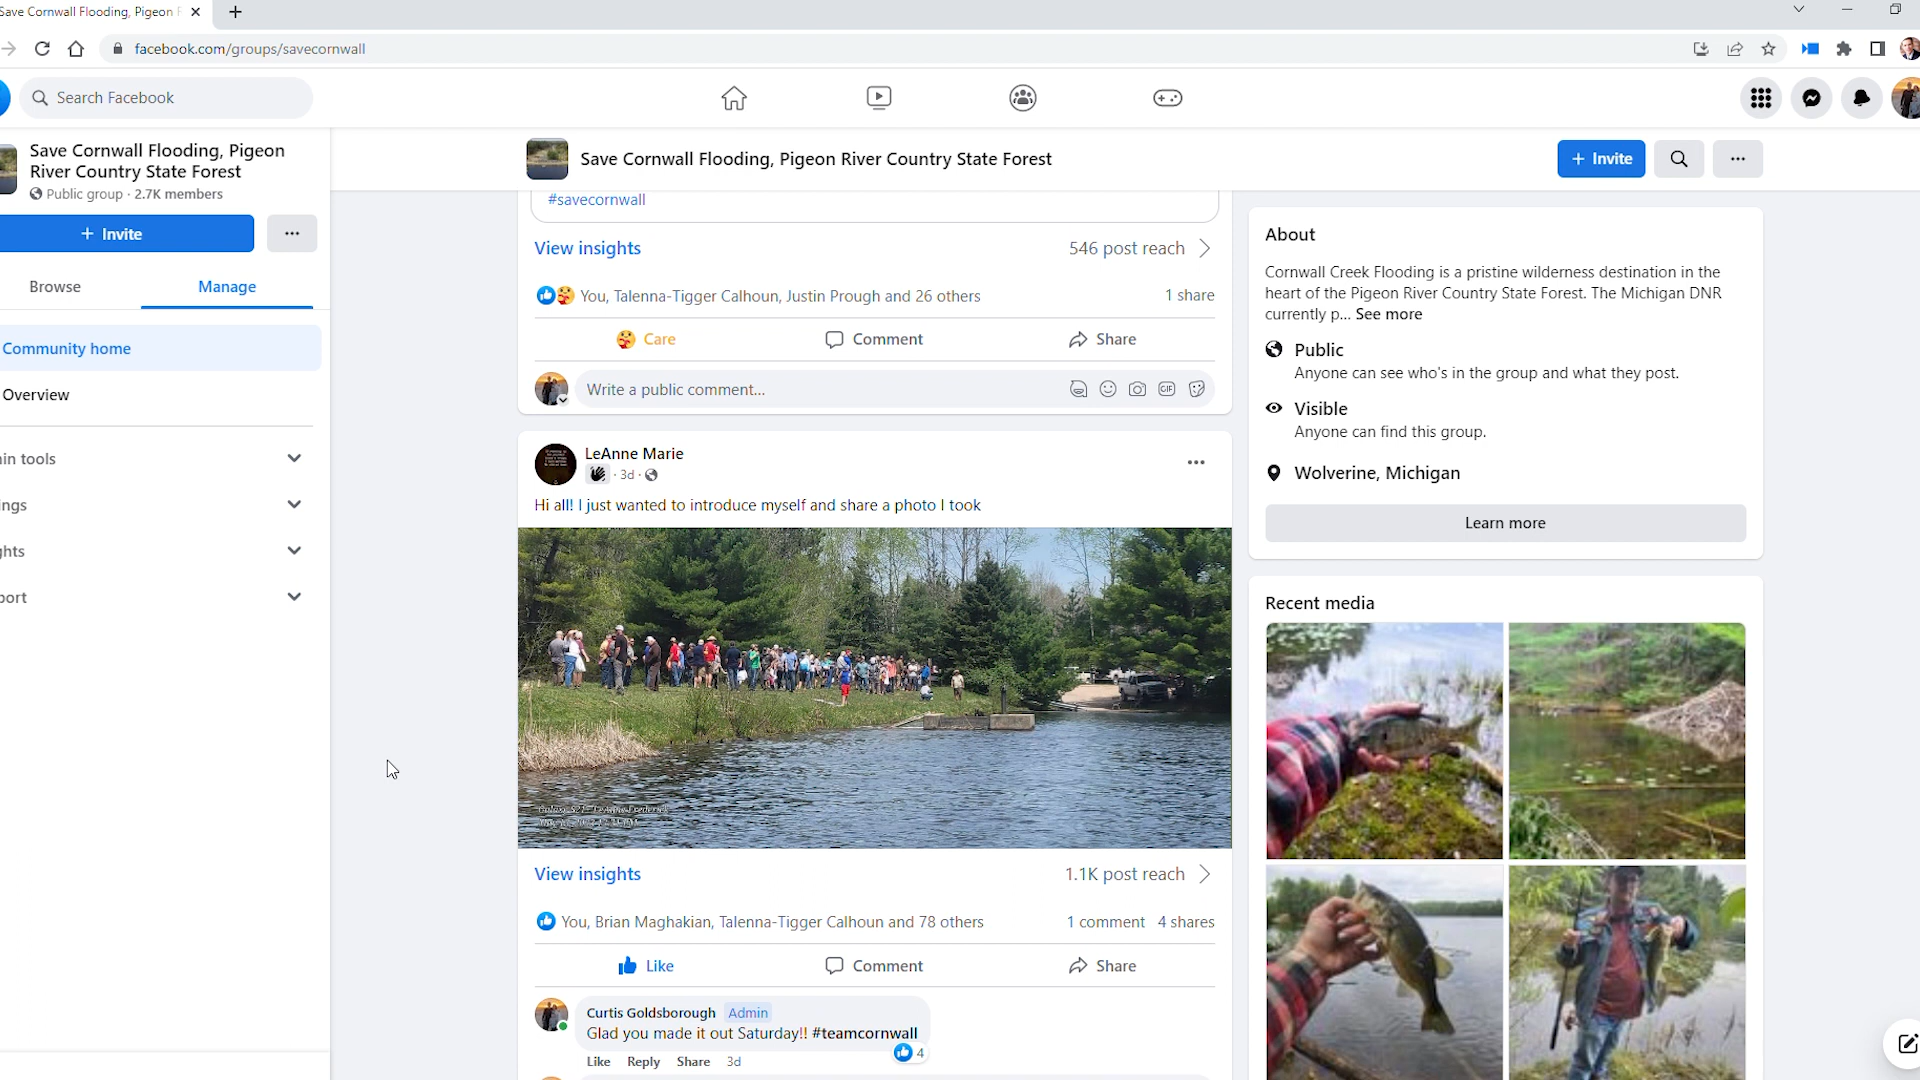 Save Cornwall Flooding, Pigeon F
facebook.com/groups/savecornwall
Search Facebook
Save Cornwall Flooding, Pigeon
River Country State Forest
Public group · 2.7K members
+ Invite
Browse
Manage
Community home
Overview
in tools
ngs
hts
port
Save Cornwall Flooding, Pigeon River Country State Forest
+ Invite
#savecornwall
View insights
546 post reach
You, Talenna-Tigger Calhoun, Justin Prough and 26 others
1 share
Care
Comment
Share
Write a public comment...
GIF
LeAnne Marie
· 3d ·
Hi all! I just wanted to introduce myself and share a photo I took
View insights
1.1K post reach
You, Brian Maghakian, Talenna-Tigger Calhoun and 78 others
1 comment 4 shares
Like
Comment
Share
Curtis Goldsborough Admin
Glad you made it out Saturday!! #teamcornwall
4
Like Reply Share 3d
About
Cornwall Creek Flooding is a pristine wilderness destination in the
heart of the Pigeon River Country State Forest. The Michigan DNR
currently p... See more
Public
Anyone can see who's in the group and what they post.
Visible
Anyone can find this group.
Wolverine, Michigan
Learn more
Recent media